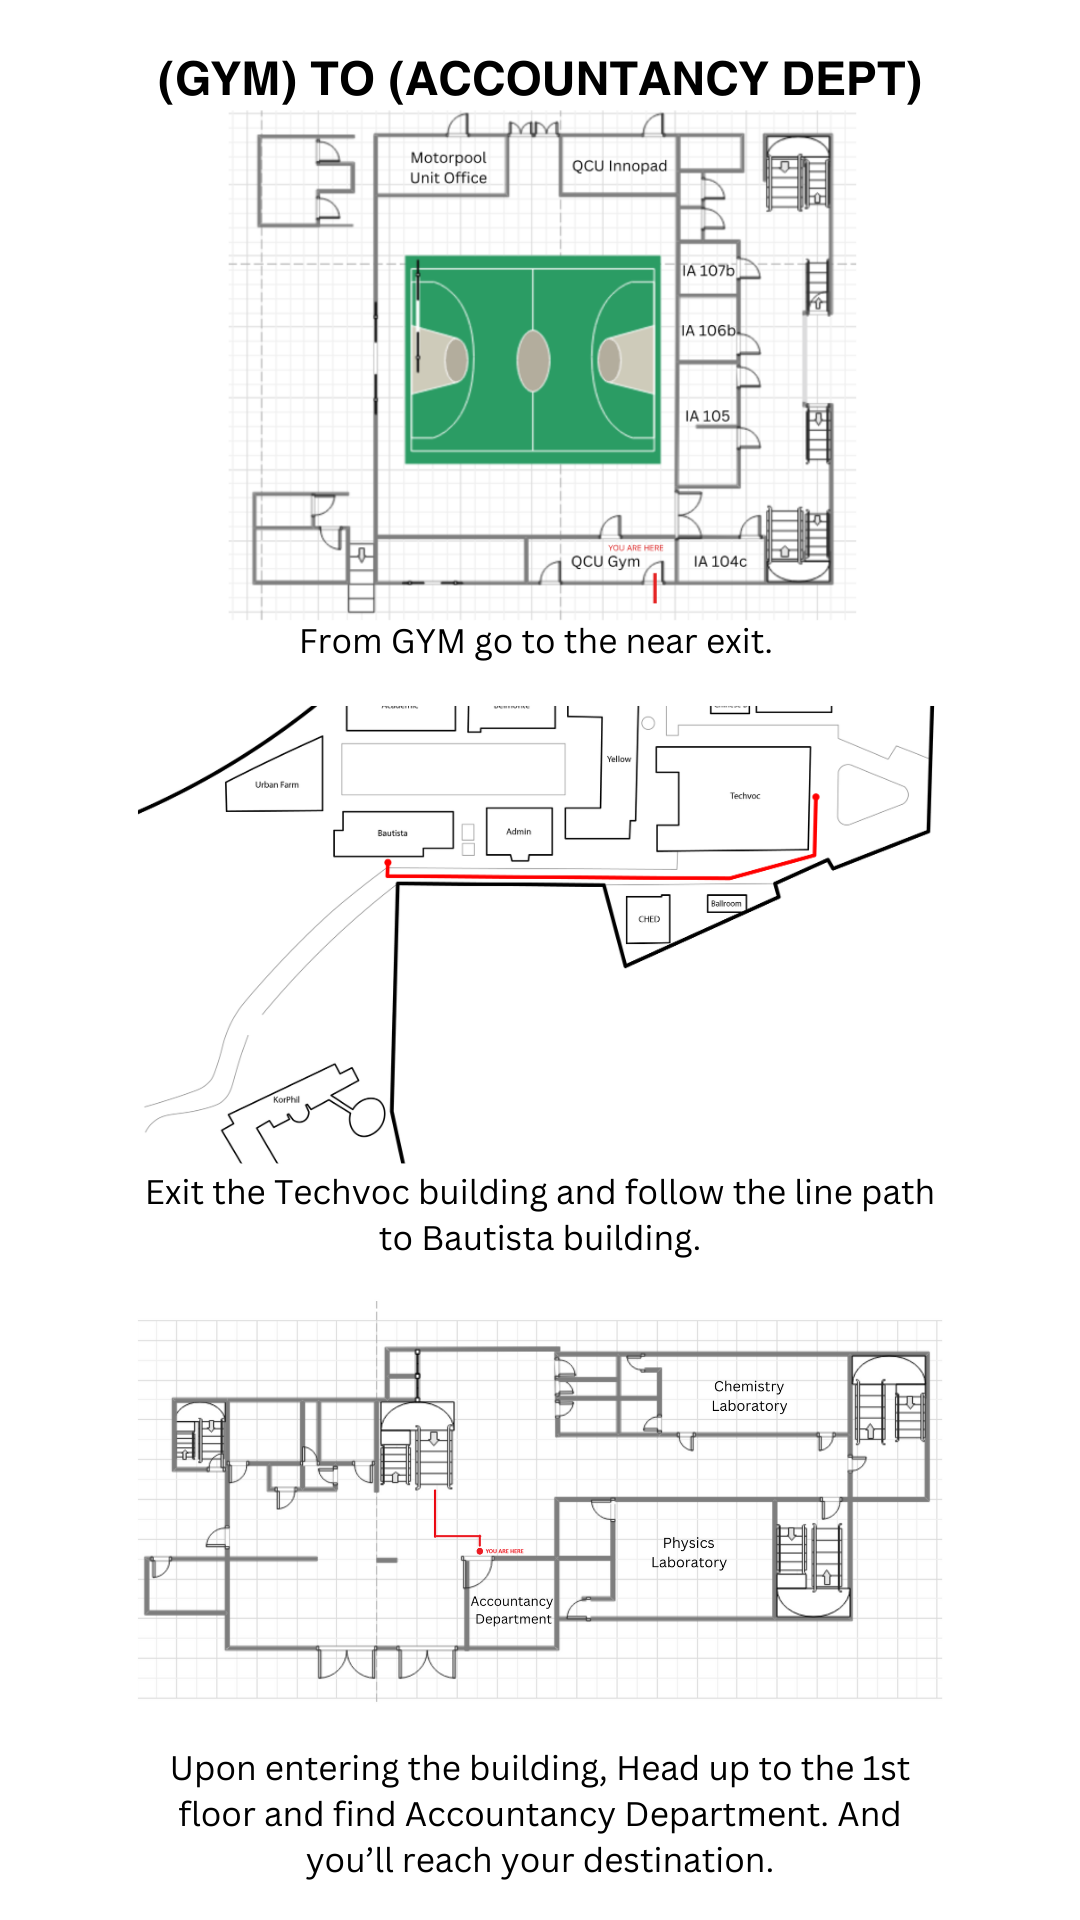 (GYM) TO (ACCOUNTANCY DEPT)
Motorpool
Unit Office
QCU Innopad
IA 107b
IA 106b
IA 105
YOU ARE HERE
QCU Gym
IA 104c
From GYM go to the near exit.
Academic
Belmonte
Yellow
Urban Farm
Techvoc
Bautista
Admin
CHED
Ballroom
KorPhil
Exit the Techvoc building and follow the line path
to Bautista building.
Chemistry
Laboratory
YOU ARE HERE
Physics
Laboratory
Accountancy
Department
Upon entering the building, Head up to the 1st
floor and find Accountancy Department. And
you’ll reach your destination.